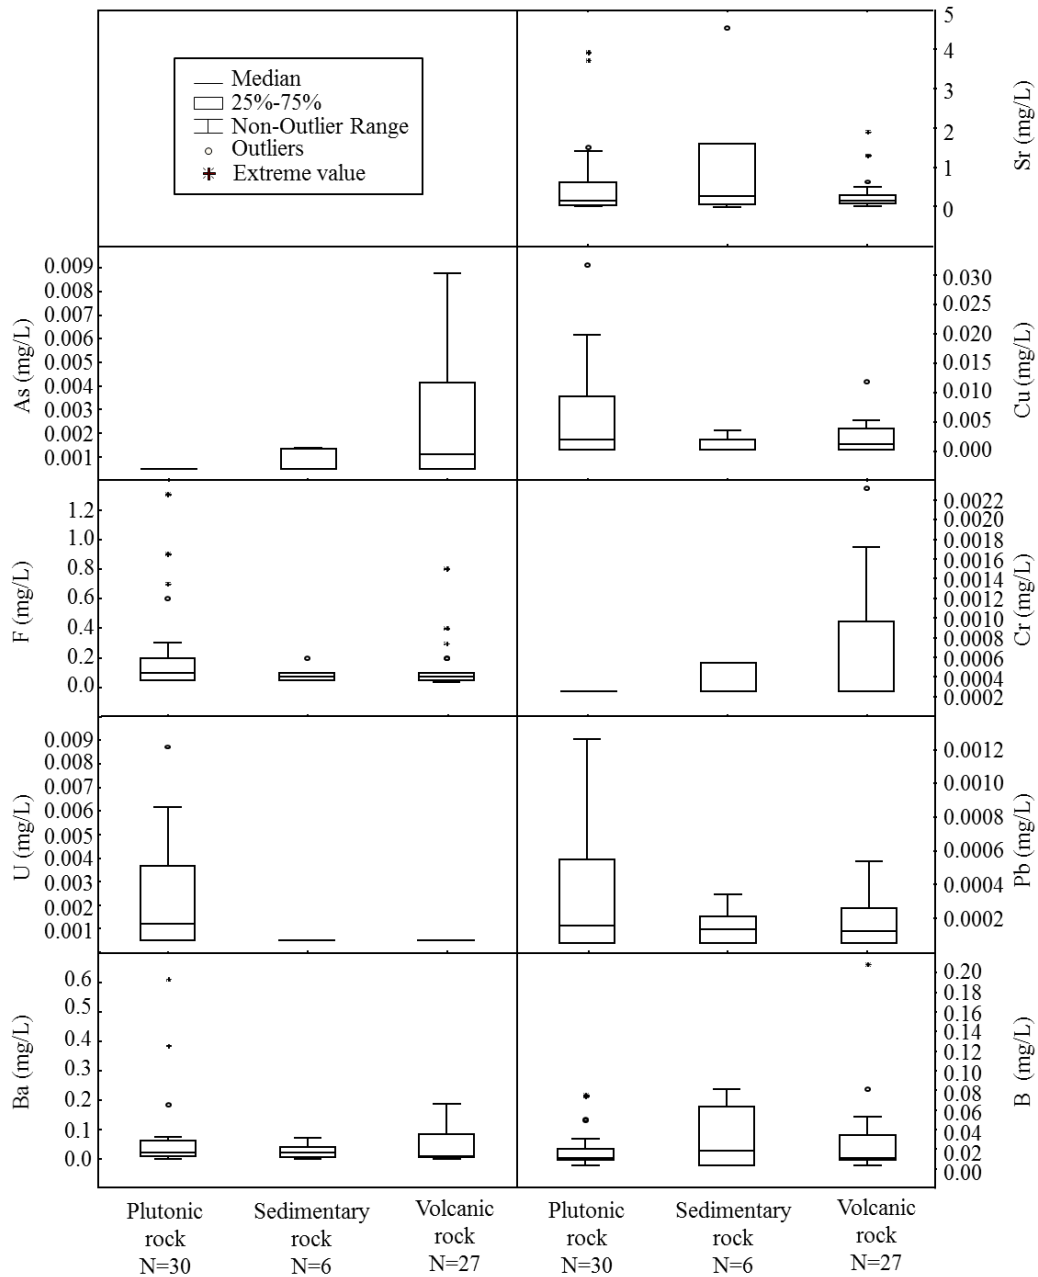 Median
25%-75%
Non-Outlier Range
Outliers
Extreme value
5
4
3
2
1
0
Sr (mg/L)
0.009
0.008
0.007
0.006
0.005
0.004
0.003
0.002
0.001
As (mg/L)
0.030
0.025
0.020
0.015
0.010
0.005
0.000
Cu (mg/L)
1.2
1.0
0.8
0.6
0.4
0.2
0.0
F (mg/L)
0.0022
0.0020
0.0018
0.0016
0.0014
0.0012
0.0010
0.0008
0.0006
0.0004
0.0002
Cr (mg/L)
0.009
0.008
0.007
0.006
0.005
0.004
0.003
0.002
0.001
U (mg/L)
0.0012
0.0010
0.0008
0.0006
0.0004
0.0002
Pb (mg/L)
0.6
0.5
0.4
0.3
0.2
0.1
0.0
Ba (mg/L)
0.20
0.18
0.16
0.14
0.12
0.10
0.08
0.06
0.04
0.02
0.00
B (mg/L)
Plutonic
rock
N=30
Sedimentary
rock
N=6
Volcanic
rock
N=27
Plutonic
rock
N=30
Sedimentary
rock
N=6
Volcanic
rock
N=27